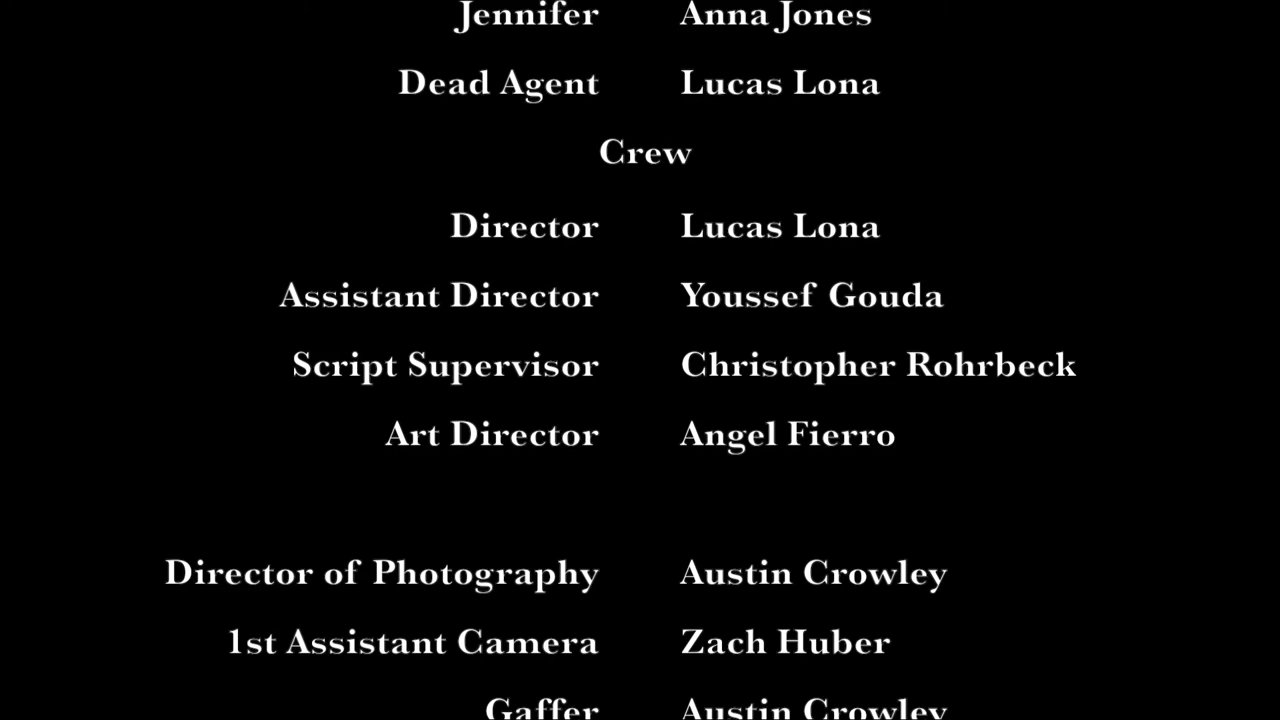 Jennifer Anna Jones
Dead Agent Lucas Lona
Crew
Director Lucas Lona
Assistant Director Youssef Gouda
Script Supervisor Christopher Rohrbeck
Art Director Angel Fierro
Director of Photography Austin Crowley
1st Assistant Camera Zach Huber
Gaffer Austin Crowley